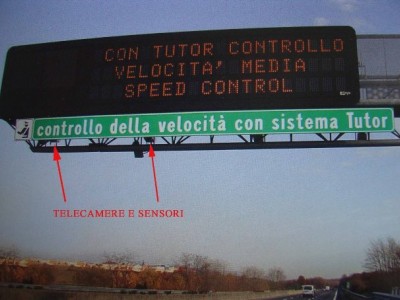 CON TUTOR CONTROLLO
VELOCITA' MEDIA
SPEED CONTROL
controllo della velocità con sistema Tutor
TELECAMERE E SENSORI